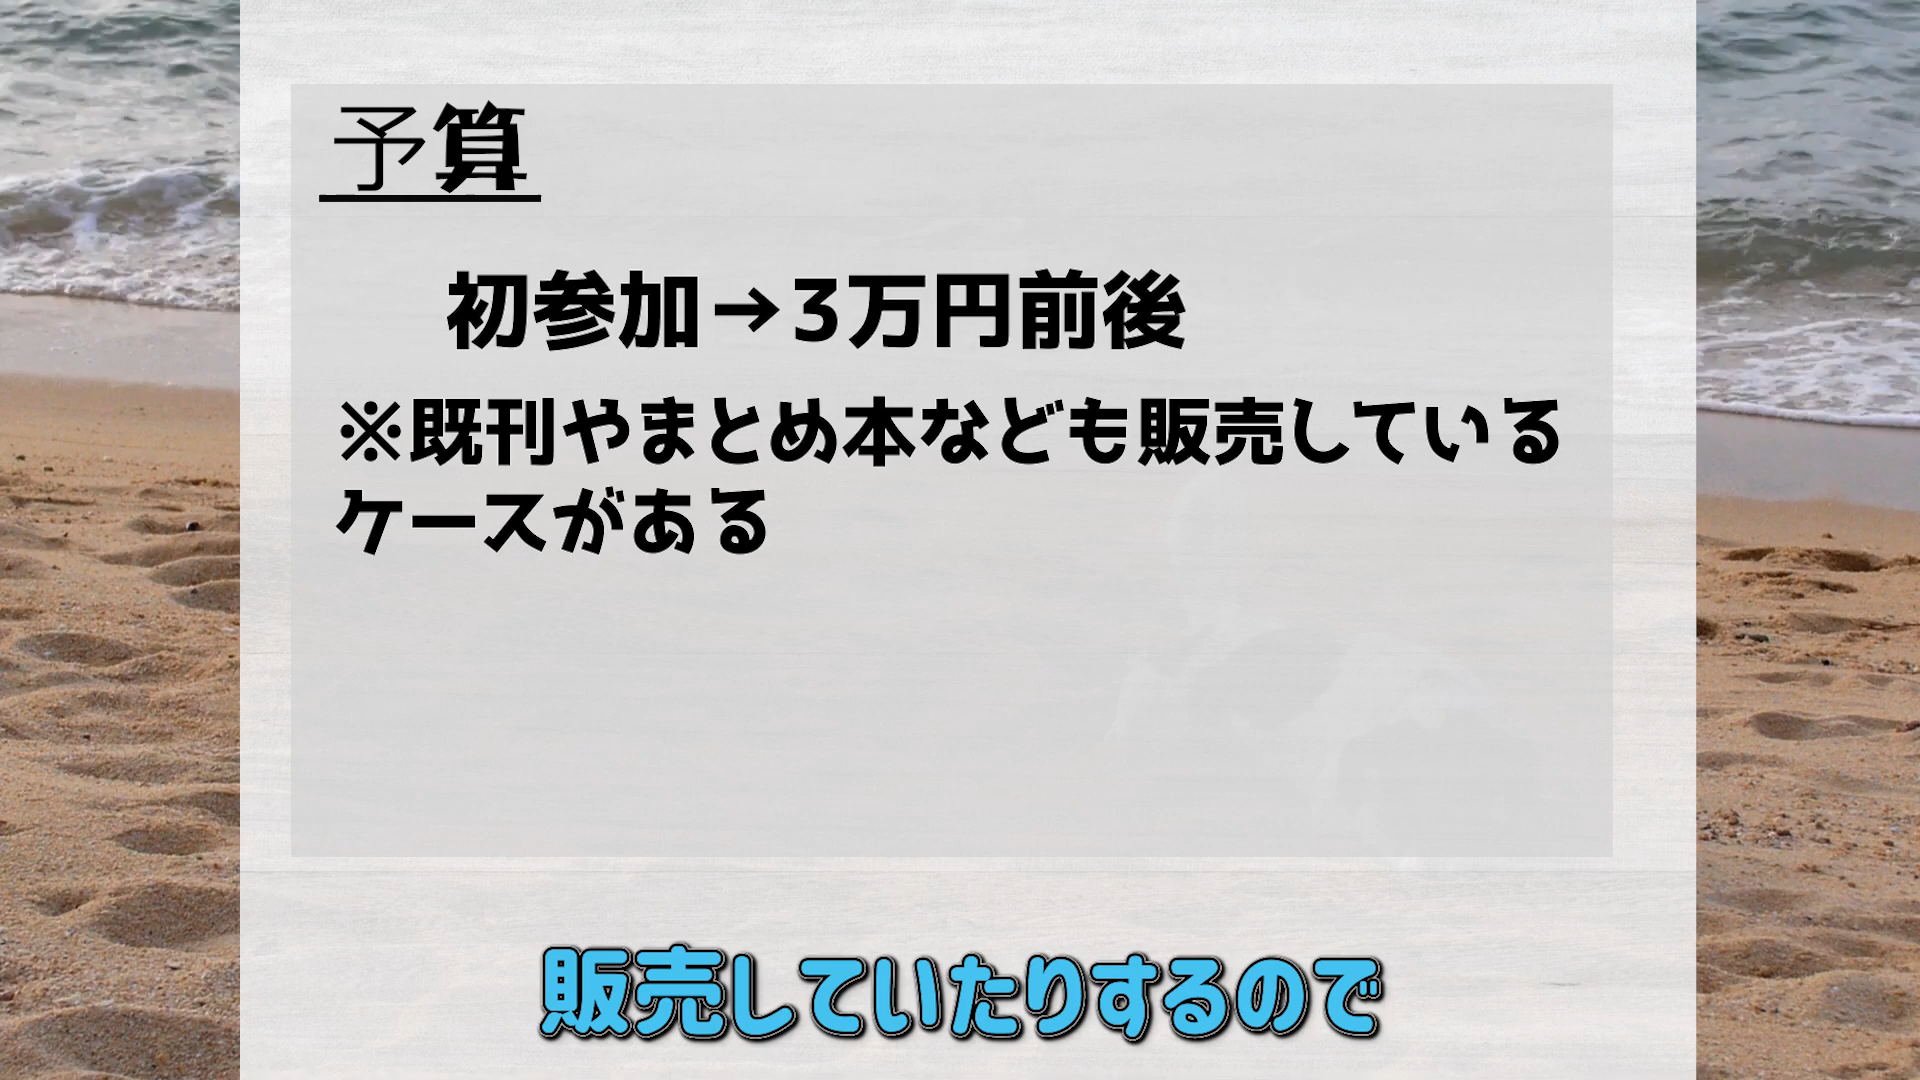 予算
初参加→3万円前後
※既刊やまとめ本なども販売している
ケースがある
販売していたりするので